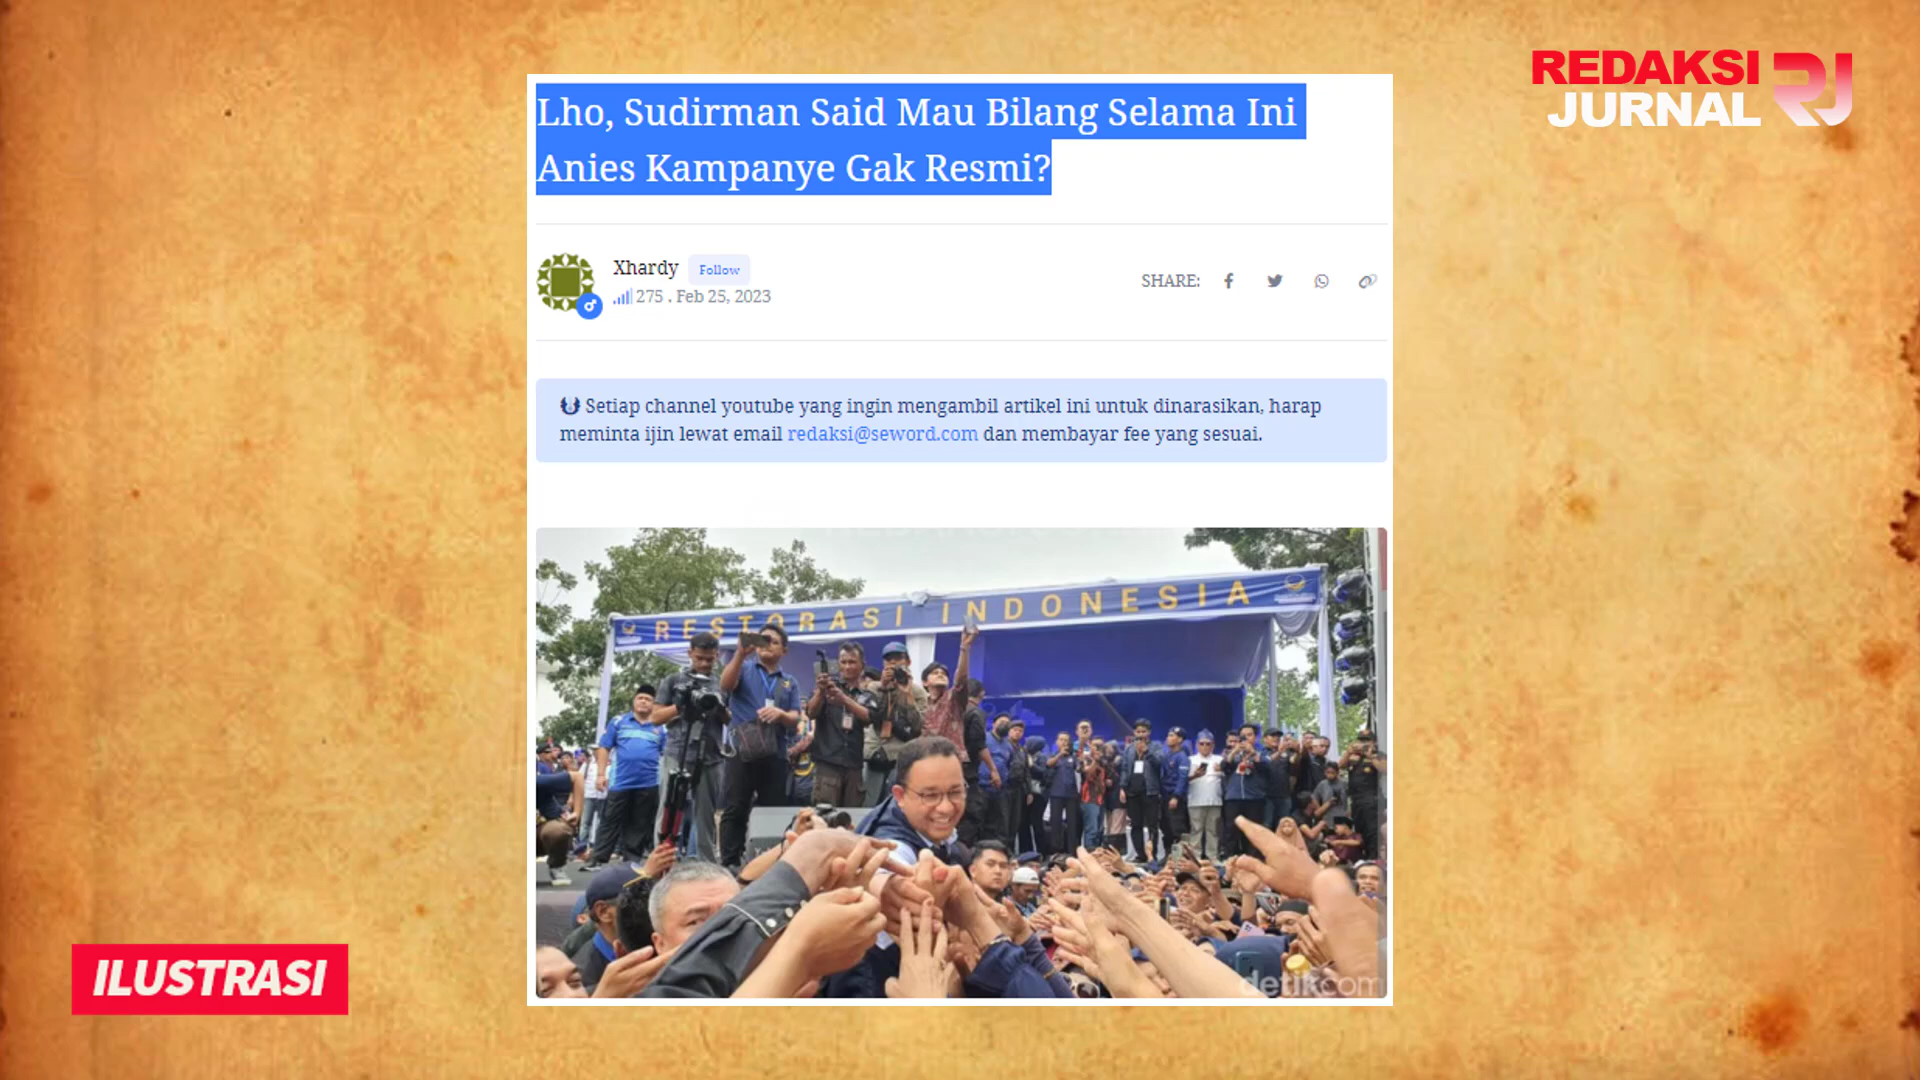 REDAKSI
JURNAL
Lho, Sudirman Said Mau Bilang Selama Ini
Anies Kampanye Gak Resmi?
Xhardy Follow
275 . Feb 25, 2023
SHARE:
Setiap channel youtube yang ingin mengambil artikel ini untuk dinarasikan, harap
meminta ijin lewat email redaksi@seword.com dan membayar fee yang sesuai.
RESTORASI INDONESIA
detikcom
ILUSTRASI